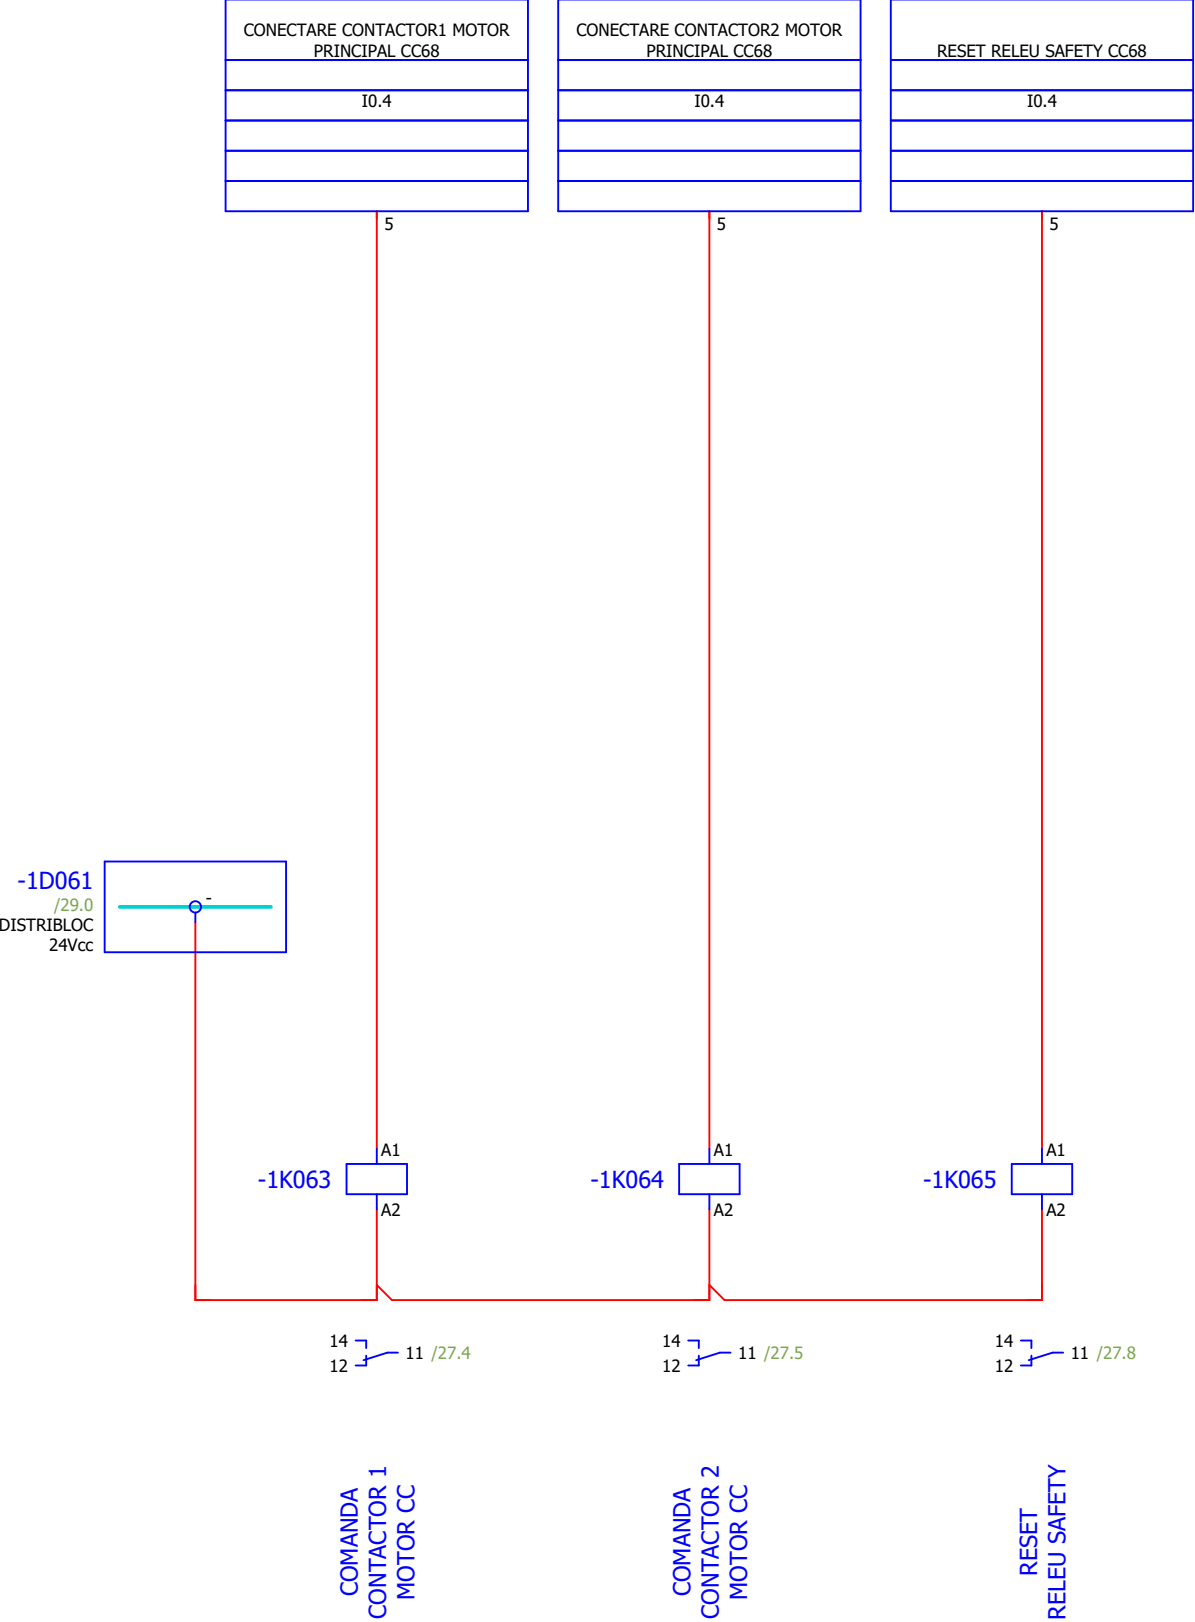 CONECTARE CONTACTOR1 MOTOR
PRINCIPAL CC68
I0.4
5
CONECTARE CONTACTOR2 MOTOR
PRINCIPAL CC68
I0.4
5
RESET RELEU SAFETY CC68
I0.4
5
-1D061
/29.0
DISTRIBLOC
24Vcc
-
-1K063
A1
A2
-1K064
A1
A2
-1K065
A1
A2
14
12
11 /27.4
14
12
11 /27.5
14
12
11 /27.8
COMANDA
CONTACTOR 1
MOTOR CC
COMANDA
CONTACTOR 2
MOTOR CC
RESET
RELEU SAFETY